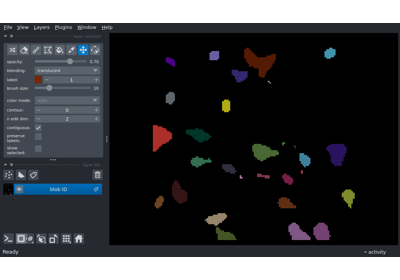 File View Layers Plugins Window Help
opacity: 0.70
blending: translucent
label: 1
brush size: 10
color mode:
contour: 0
n edit dim: 2
contiguous:
preserve labels:
show selected:
blob ID
Ready
activity